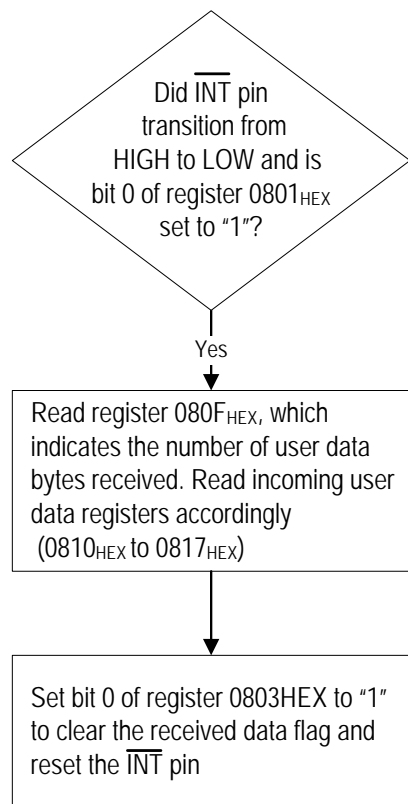 Did INT pin
transition from
HIGH to LOW and is
bit 0 of register 0801HEX
set to “1”?
Yes
Read register 080FHEX, which
indicates the number of user data
bytes received. Read incoming user
data registers accordingly
(0810HEX to 0817HEX)
Set bit 0 of register 0803HEX to “1”
to clear the received data flag and
reset the INT pin